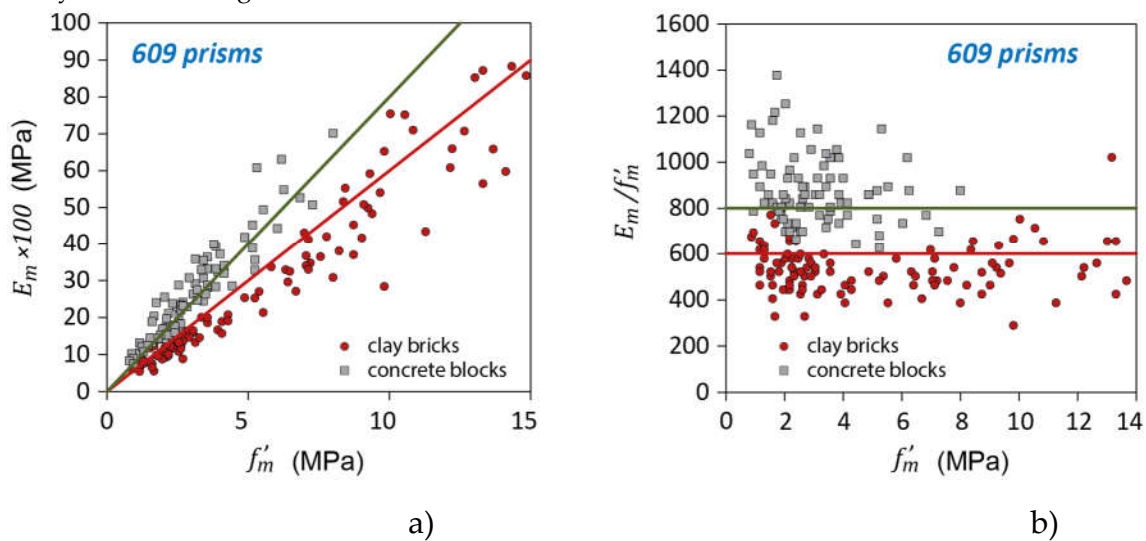 609 prisms
E_m ×100 (MPa)
100
90
80
70
60
50
40
30
20
10
0
0 5 10 15
f'_m (MPa)
clay bricks
concrete blocks
a)
609 prisms
E_m/f'_m
1600
1400
1200
1000
800
600
400
200
0
0 2 4 6 8 10 12 14
f'_m (MPa)
clay bricks
concrete blocks
b)